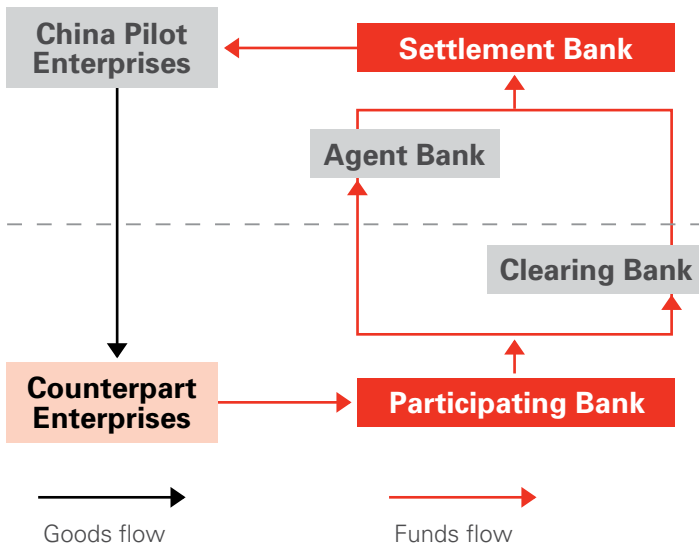 China Pilot
Enterprises
Settlement Bank
Agent Bank
Clearing Bank
Counterpart
Enterprises
Participating Bank
Goods flow
Funds flow